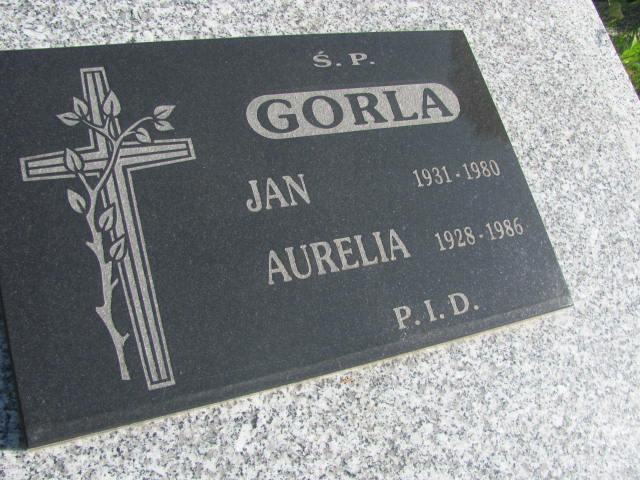 Ś. P.
GORLA
JAN 1931-1980
AURELIA 1928-1986
P. I. D.